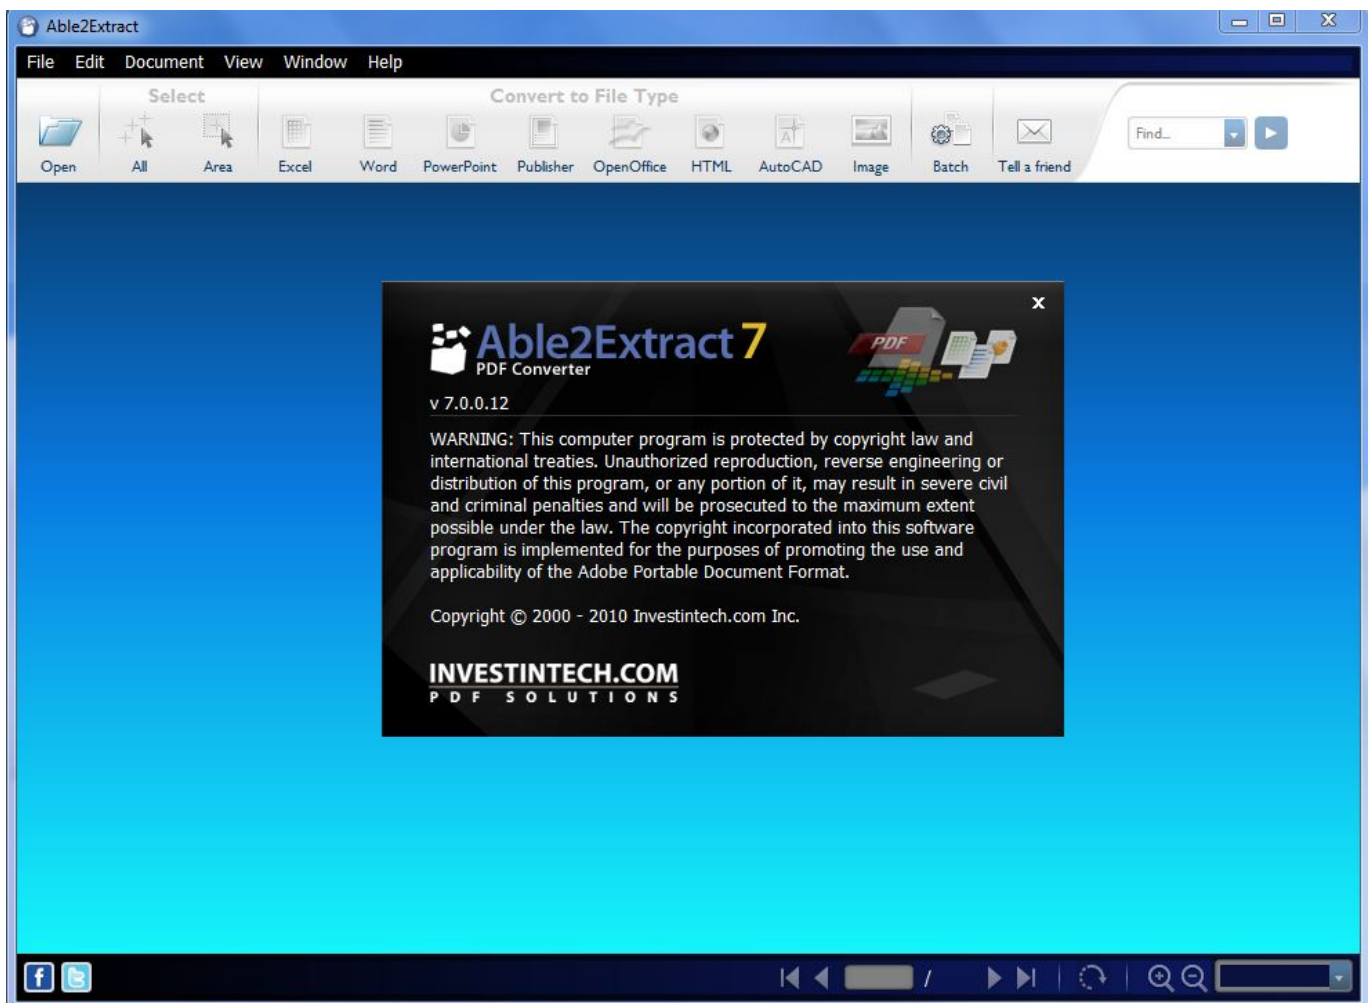 Able2Extract
File Edit Document View Window Help
Select Convert to File Type
Open All Area Excel Word PowerPoint Publisher OpenOffice HTML AutoCAD Image Batch Tell a friend Find...
x
Able2Extract 7
PDF
PDF Converter
v 7.0.0.12
WARNING: This computer program is protected by copyright law and
international treaties. Unauthorized reproduction, reverse engineering or
distribution of this program, or any portion of it, may result in severe civil
and criminal penalties and will be prosecuted to the maximum extent
possible under the law. The copyright incorporated into this software
program is implemented for the purposes of promoting the use and
applicability of the Adobe Portable Document Format.
Copyright © 2000 - 2010 Investintech.com Inc.
INVESTINTECH.COM
PDF SOLUTIONS
/